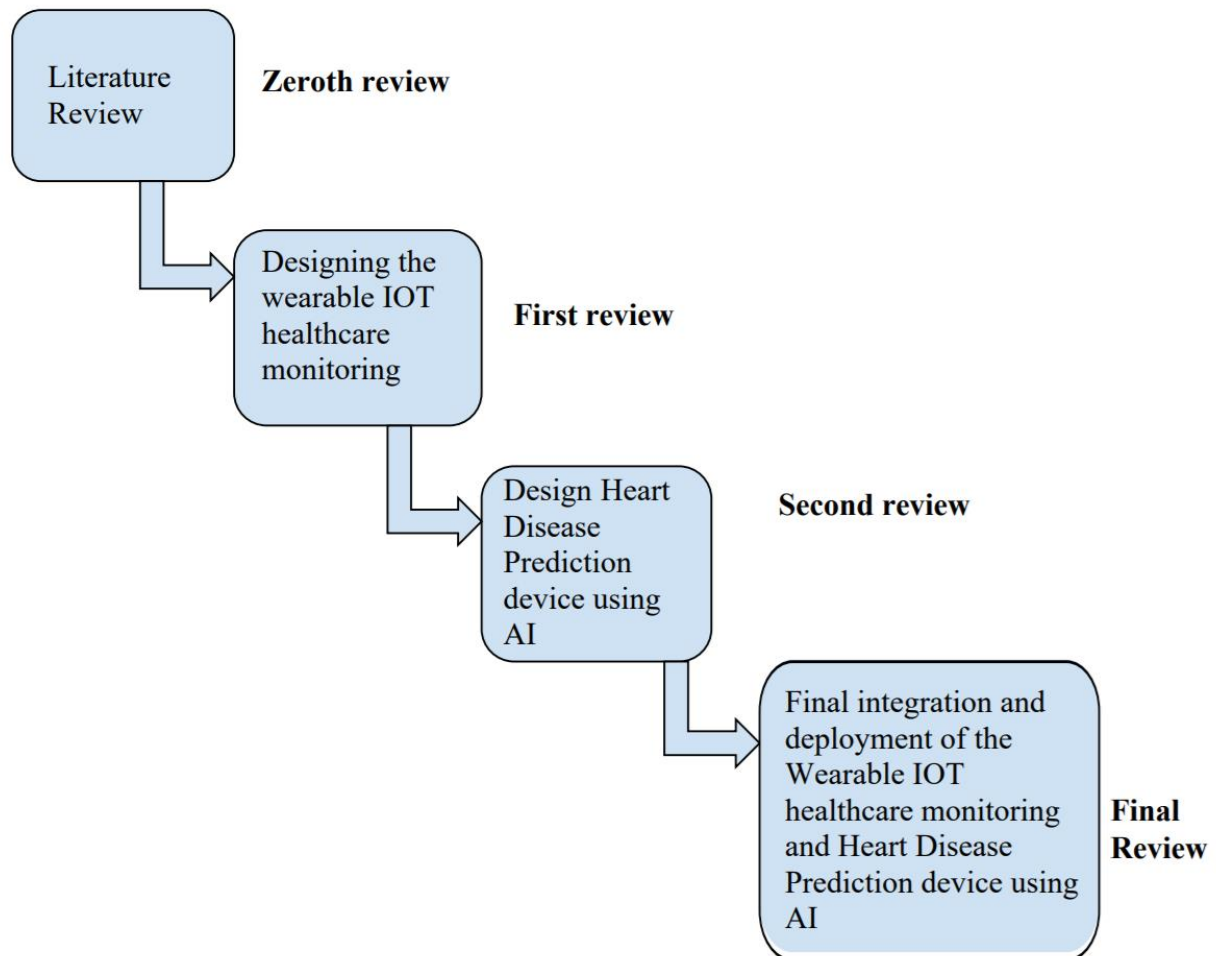 Literature
Review
Zeroth review
Designing the
wearable IOT
healthcare
monitoring
First review
Design Heart
Disease
Prediction
device using
AI
Second review
Final integration and
deployment of the
Wearable IOT
healthcare monitoring
and Heart Disease
Prediction device using
AI
Final
Review